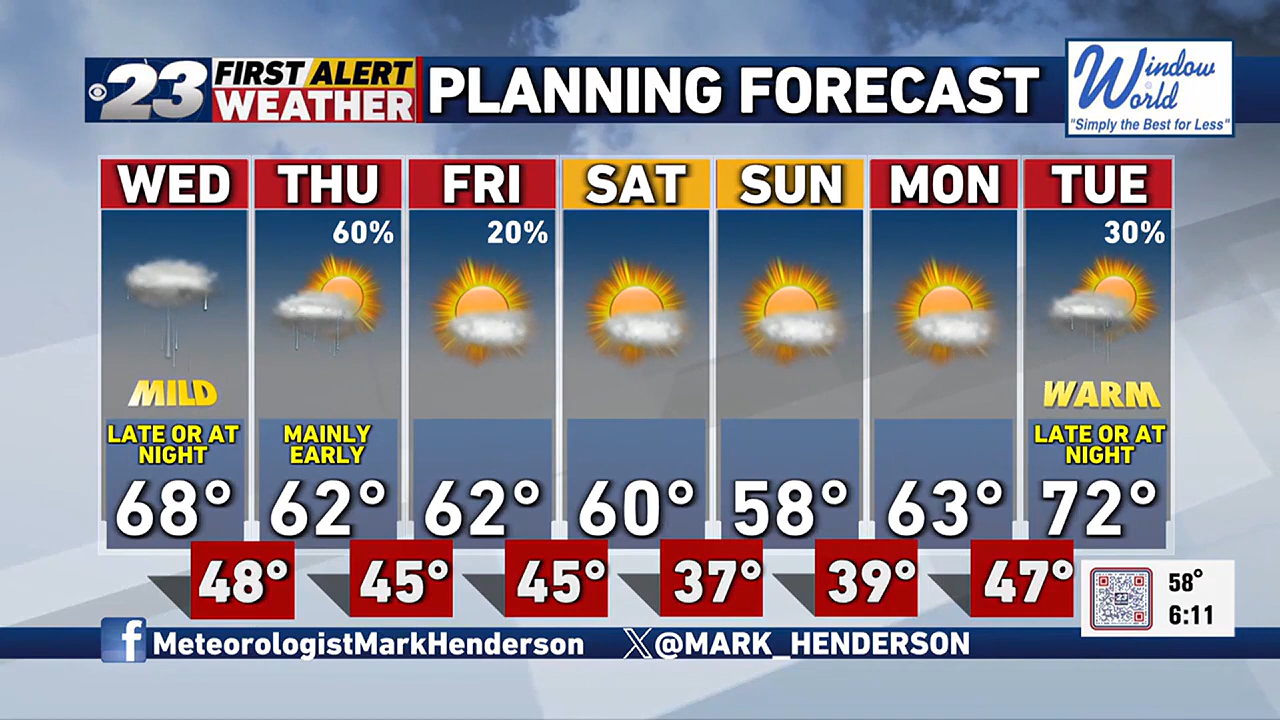 23 FIRST ALERT
WEATHER
PLANNING FORECAST
Window
World
"Simply the Best for Less"
WED THU FRI SAT SUN MON TUE
60% 20% 30%
MILD WARM
LATE OR AT
NIGHT
MAINLY
EARLY
LATE OR AT
NIGHT
68° 62° 62° 60° 58° 63° 72°
48° 45° 45° 37° 39° 47°
23
58°
6:11
f MeteorologistMarkHenderson X @MARK_HENDERSON